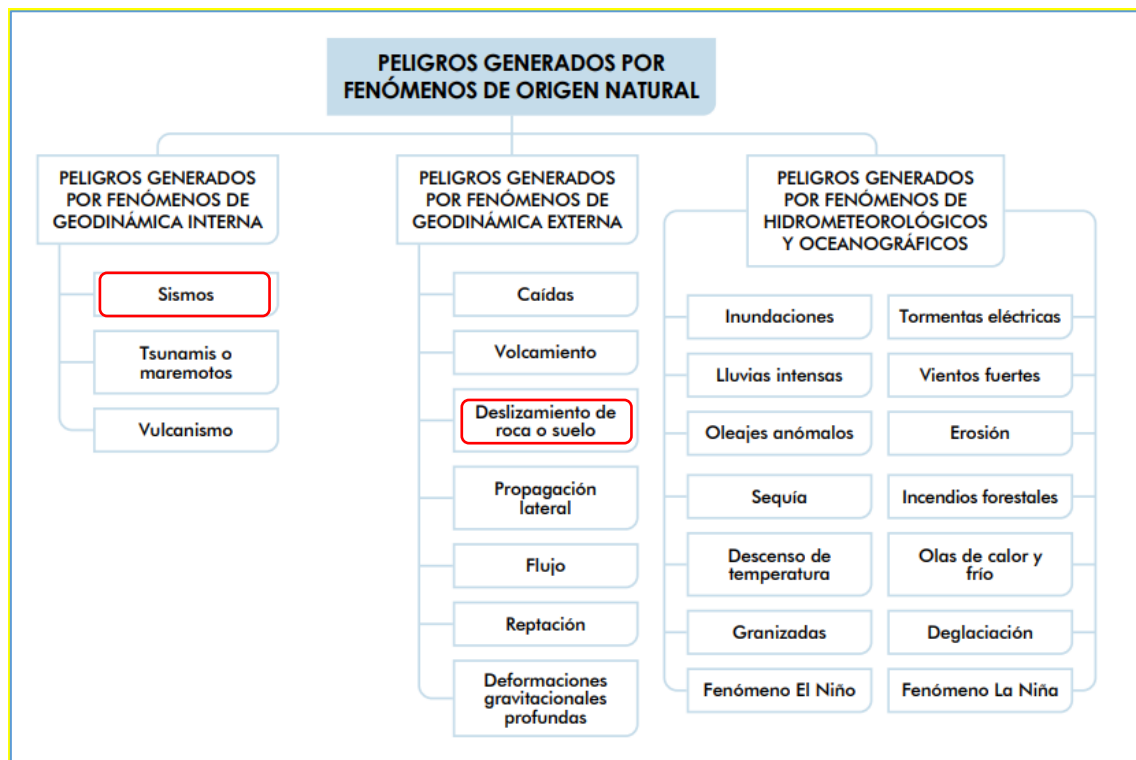 PELIGROS GENERADOS POR
FENÓMENOS DE ORIGEN NATURAL
PELIGROS GENERADOS
POR FENÓMENOS DE
GEODINÁMICA INTERNA
Sismos
Tsunamis o
maremotos
Vulcanismo
PELIGROS GENERADOS
POR FENÓMENOS DE
GEODINÁMICA EXTERNA
Caídas
Volcamiento
Deslizamiento de
roca o suelo
Propagación
lateral
Flujo
Reptación
Deformaciones
gravitacionales
profundas
PELIGROS GENERADOS
POR FENÓMENOS DE
HIDROMETEOROLÓGICOS
Y OCEANOGRÁFICOS
Inundaciones
Tormentas eléctricas
Lluvias intensas
Vientos fuertes
Oleajes anómalos
Erosión
Sequía
Incendios forestales
Descenso de
temperatura
Olas de calor y
frío
Granizadas
Deglaciación
Fenómeno El Niño
Fenómeno La Niña